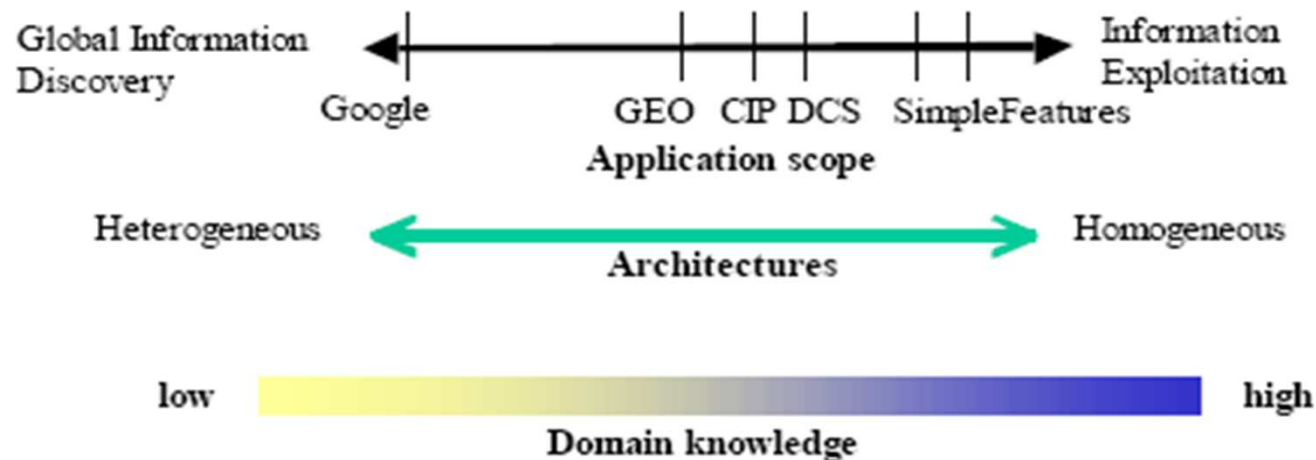 Global Information
Discovery
Information
Exploitation
Google
GEO CIP DCS SimpleFeatures
Application scope
Heterogeneous
Homogeneous
Architectures
low
high
Domain knowledge